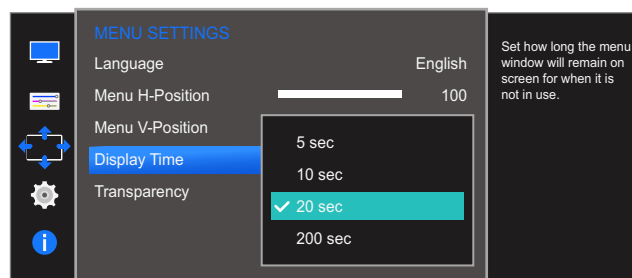 MENU SETTINGS
Language English
Menu H-Position 100
Menu V-Position
Display Time
Transparency
5 sec
10 sec
20 sec
200 sec
Set how long the menu
window will remain on
screen for when it is
not in use.